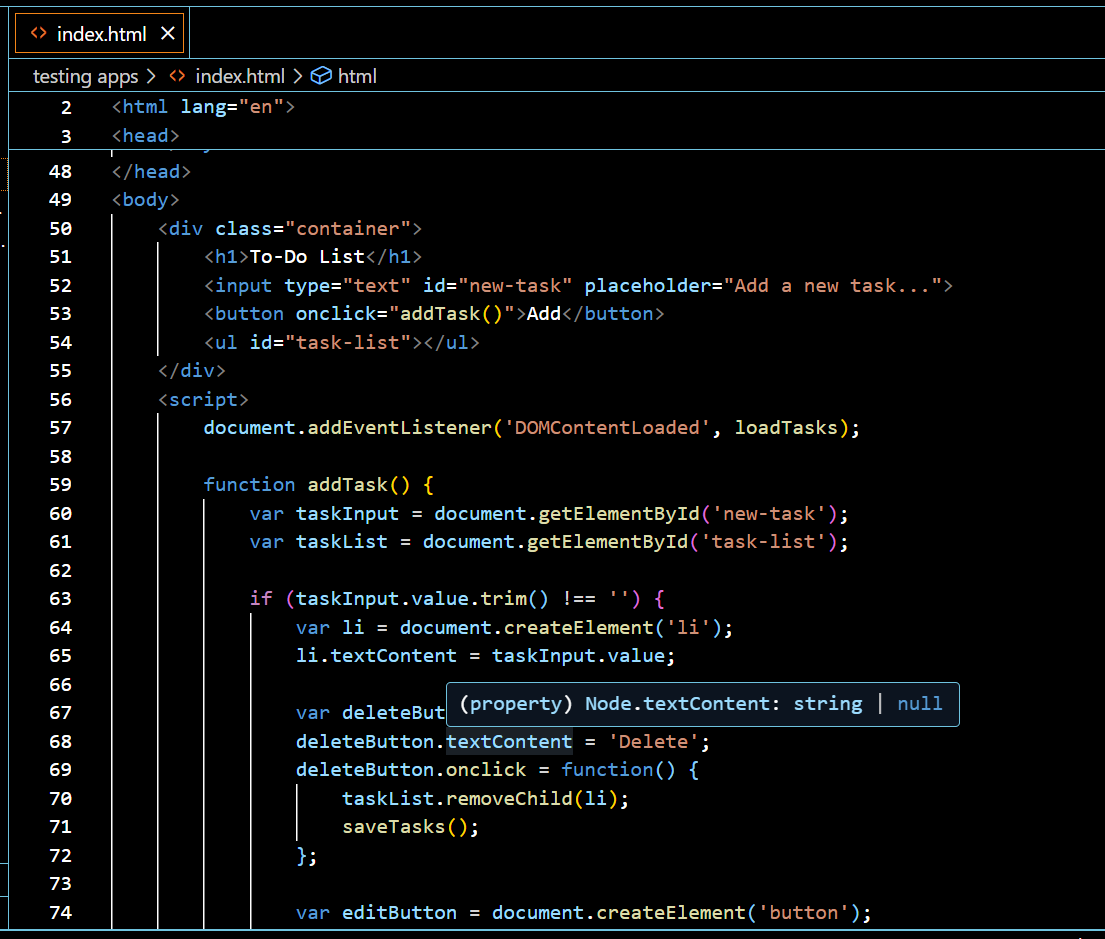 index.html
testing apps > index.html > html
2 <html lang="en">
3 <head>
48 </head>
49 <body>
50 <div class="container">
51 <h1>To-Do List</h1>
52 <input type="text" id="new-task" placeholder="Add a new task...">
53 <button onclick="addTask()">Add</button>
54 <ul id="task-list"></ul>
55 </div>
56 <script>
57 document.addEventListener('DOMContentLoaded', loadTasks);
58
59 function addTask() {
60 var taskInput = document.getElementById('new-task');
61 var taskList = document.getElementById('task-list');
62
63 if (taskInput.value.trim() !== '') {
64 var li = document.createElement('li');
65 li.textContent = taskInput.value;
66
(property) Node.textContent: string | null
67 var deleteBut
68 deleteButton.textContent = 'Delete';
69 deleteButton.onclick = function() {
70 taskList.removeChild(li);
71 saveTasks();
72 };
73
74 var editButton = document.createElement('button');